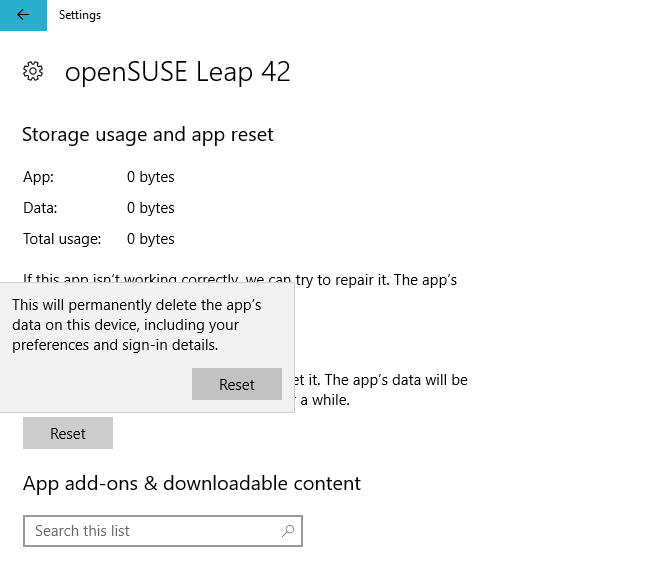 Settings
openSUSE Leap 42
Storage usage and app reset
App: 0 bytes
Data: 0 bytes
Total usage: 0 bytes
If this app isn't working correctly, we can try to repair it. The app's
This will permanently delete the app's
data on this device, including your
preferences and sign-in details.
Reset
it. The app's data will be
a while.
Reset
App add-ons & downloadable content
Search this list